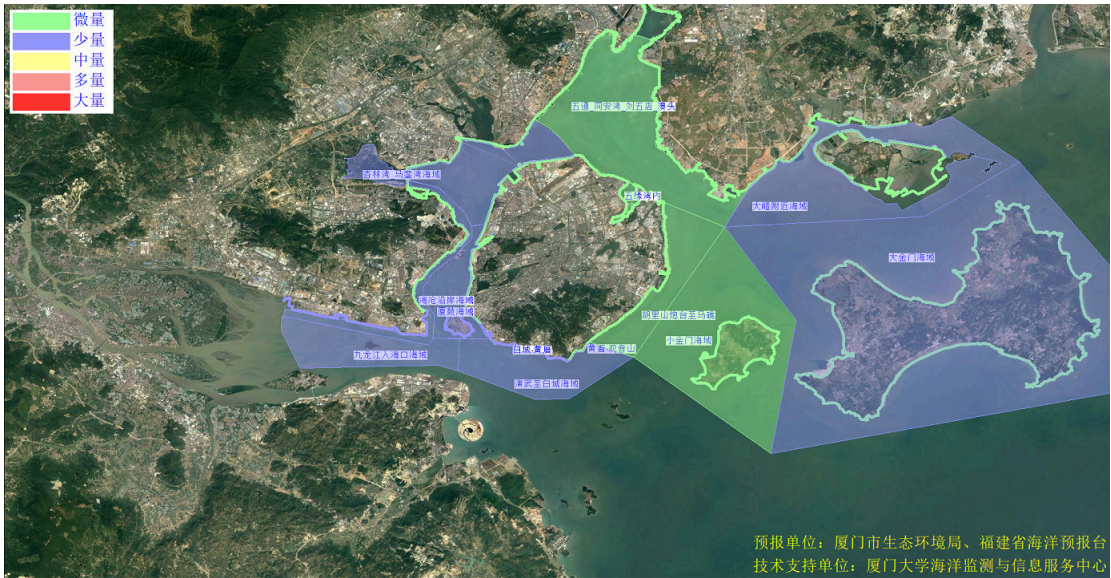 微量
少量
中量
多量
大量
五通_同安湾_刘五店_澳头
杏林湾_马銮湾海域
五缘湾内
大嶝附近海域
大金门海域
海沧沿岸海域
厦鼓海域
胡里山炮台至马礁
小金门海域
九龙江入海口海域
白城-黄厝
黄厝-观音山
演武至白城海域
预报单位：厦门市生态环境局、福建省海洋预报台
技术支持单位：厦门大学海洋监测与信息服务中心